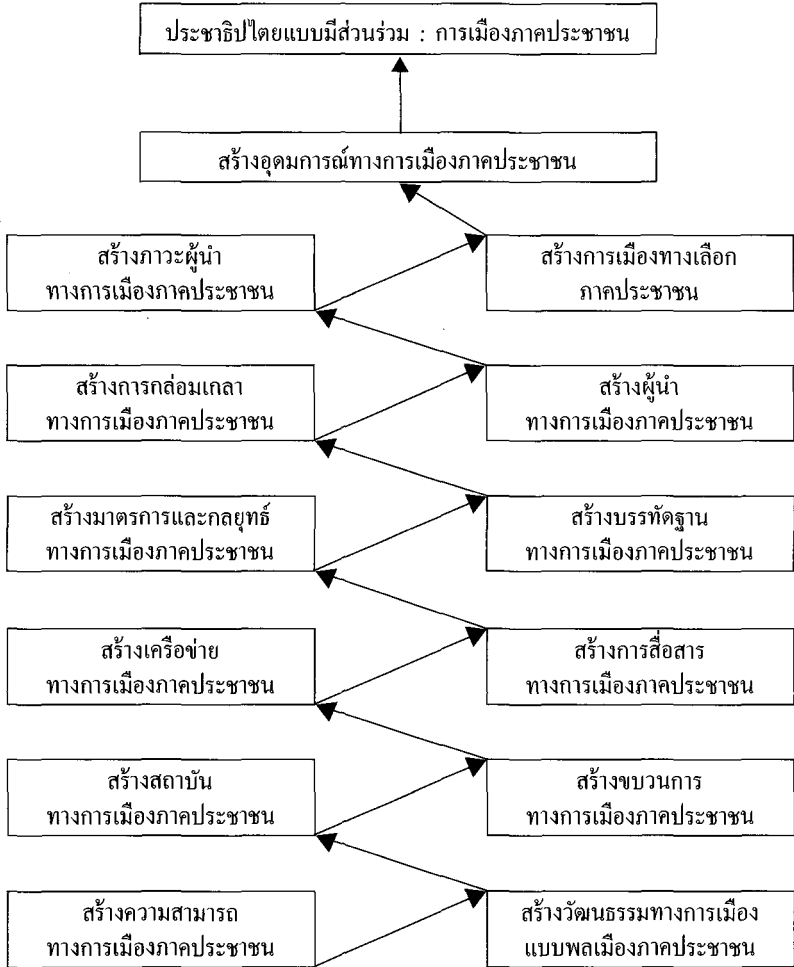 ประชาธิปไตยแบบมีส่วนร่วม : การเมืองภาคประชาชน
สร้างอุดมการณ์ทางการเมืองภาคประชาชน
สร้างภาวะผู้นำ
ทางการเมืองภาคประชาชน
สร้างการเมืองทางเลือก
ภาคประชาชน
สร้างการกล่อมเกลา
ทางการเมืองภาคประชาชน
สร้างผู้นำ
ทางการเมืองภาคประชาชน
สร้างมาตรการและกลยุทธ์
ทางการเมืองภาคประชาชน
สร้างบรรทัดฐาน
ทางการเมืองภาคประชาชน
สร้างเครือข่าย
ทางการเมืองภาคประชาชน
สร้างการสื่อสาร
ทางการเมืองภาคประชาชน
สร้างสถาบัน
ทางการเมืองภาคประชาชน
สร้างขบวนการ
ทางการเมืองภาคประชาชน
สร้างความสามารถ
ทางการเมืองภาคประชาชน
สร้างวัฒนธรรมทางการเมือง
แบบพลเมืองภาคประชาชน